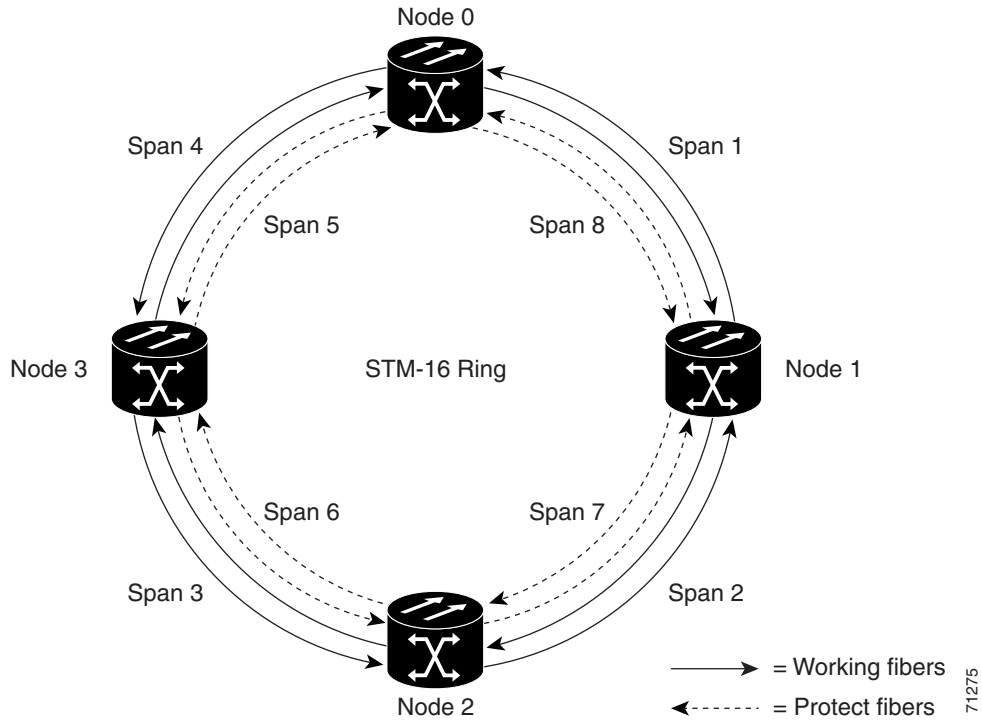 Node 0
Span 4
Span 1
Span 5
Span 8
Node 3
STM-16 Ring
Node 1
Span 6
Span 7
Span 3
Span 2
Node 2
= Working fibers
= Protect fibers
71275